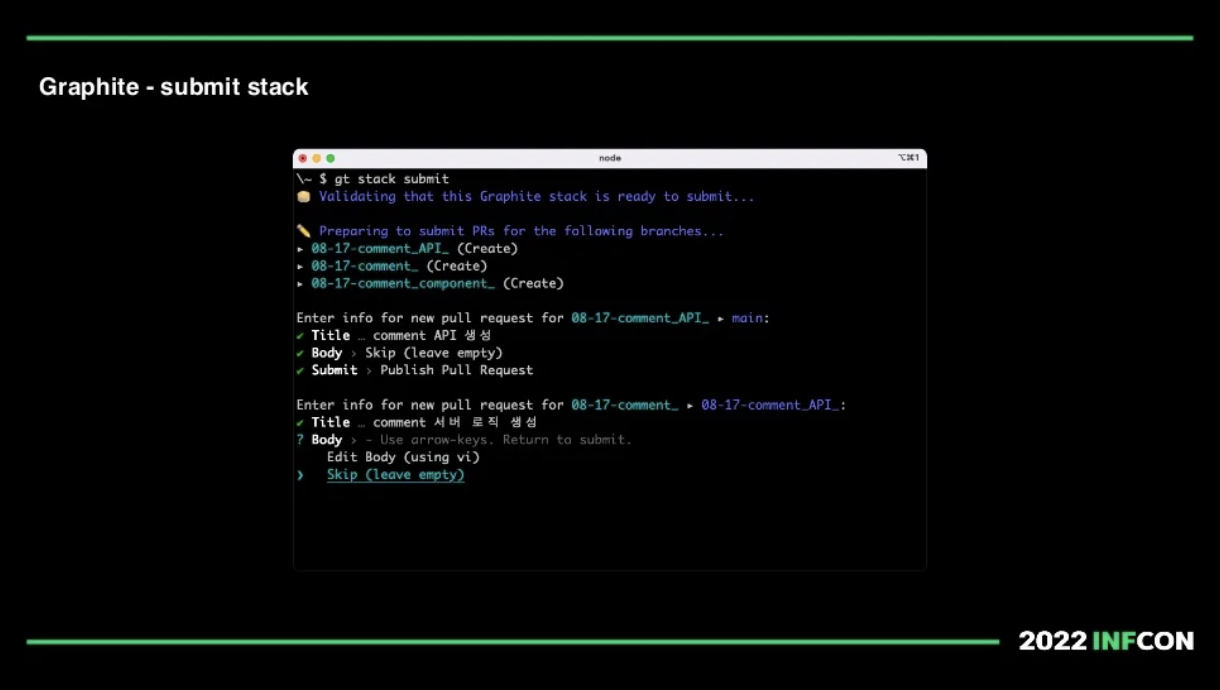 Graphite - submit stack
node
⌥⌘1
\~ $ gt stack submit
🥞 Validating that this Graphite stack is ready to submit...
✏️ Preparing to submit PRs for the following branches...
▸ 08-17-comment_API_ (Create)
▸ 08-17-comment_ (Create)
▸ 08-17-comment_component_ (Create)
Enter info for new pull request for 08-17-comment_API_ ▸ main:
✔ Title … comment API 생성
✔ Body › Skip (leave empty)
✔ Submit › Publish Pull Request
Enter info for new pull request for 08-17-comment_ ▸ 08-17-comment_API_:
✔ Title … comment 서버 로직 생성
? Body › - Use arrow-keys. Return to submit.
Edit Body (using vi)
❯ Skip (leave empty)
2022 INFCON